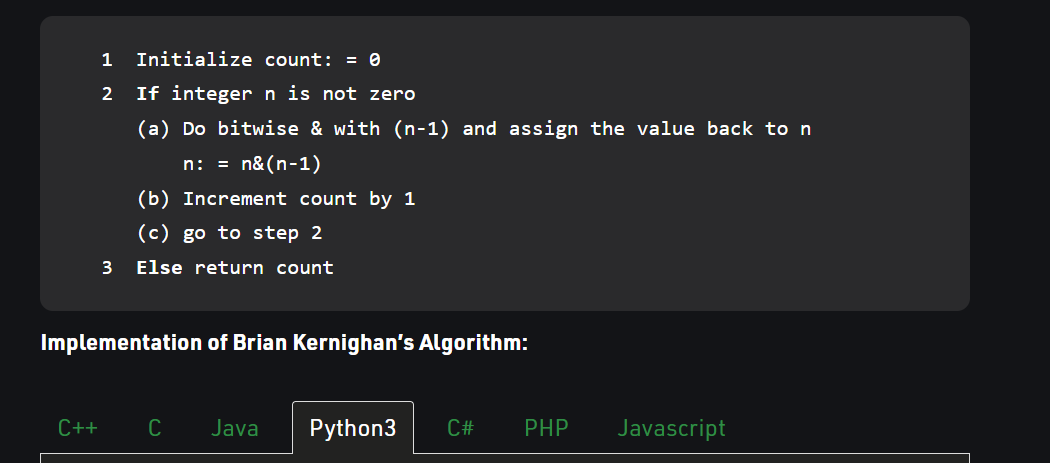 1 Initialize count: = 0
2 If integer n is not zero
(a) Do bitwise & with (n-1) and assign the value back to n
n: = n&(n-1)
(b) Increment count by 1
(c) go to step 2
3 Else return count
Implementation of Brian Kernighan’s Algorithm:
C++ C Java Python3 C# PHP Javascript